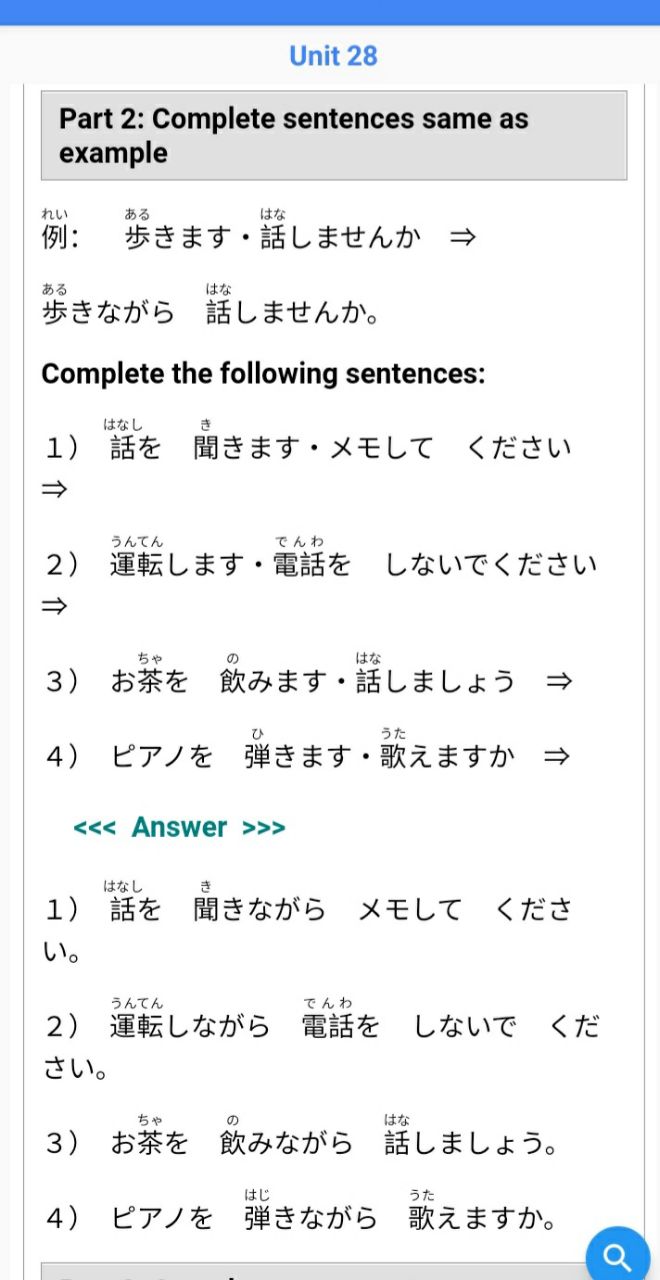 Unit 28
Part 2: Complete sentences same as
example
れい ある はな
例: 歩きます・話しませんか ⇒
ある はな
歩きながら 話しませんか。
Complete the following sentences:
はなし き
1） 話を 聞きます・メモして ください
⇒
うんてん でんわ
2） 運転します・電話を しないでください
⇒
ちゃ の はな
3） お茶を 飲みます・話しましょう ⇒
ひ うた
4） ピアノを 弾きます・歌えますか ⇒
<<< Answer >>>
はなし き
1） 話を 聞きながら メモして くださ
い。
うんてん でんわ
2） 運転しながら 電話を しないで くだ
さい。
ちゃ の はな
3） お茶を 飲みながら 話しましょう。
はじ うた
4） ピアノを 弾きながら 歌えますか。